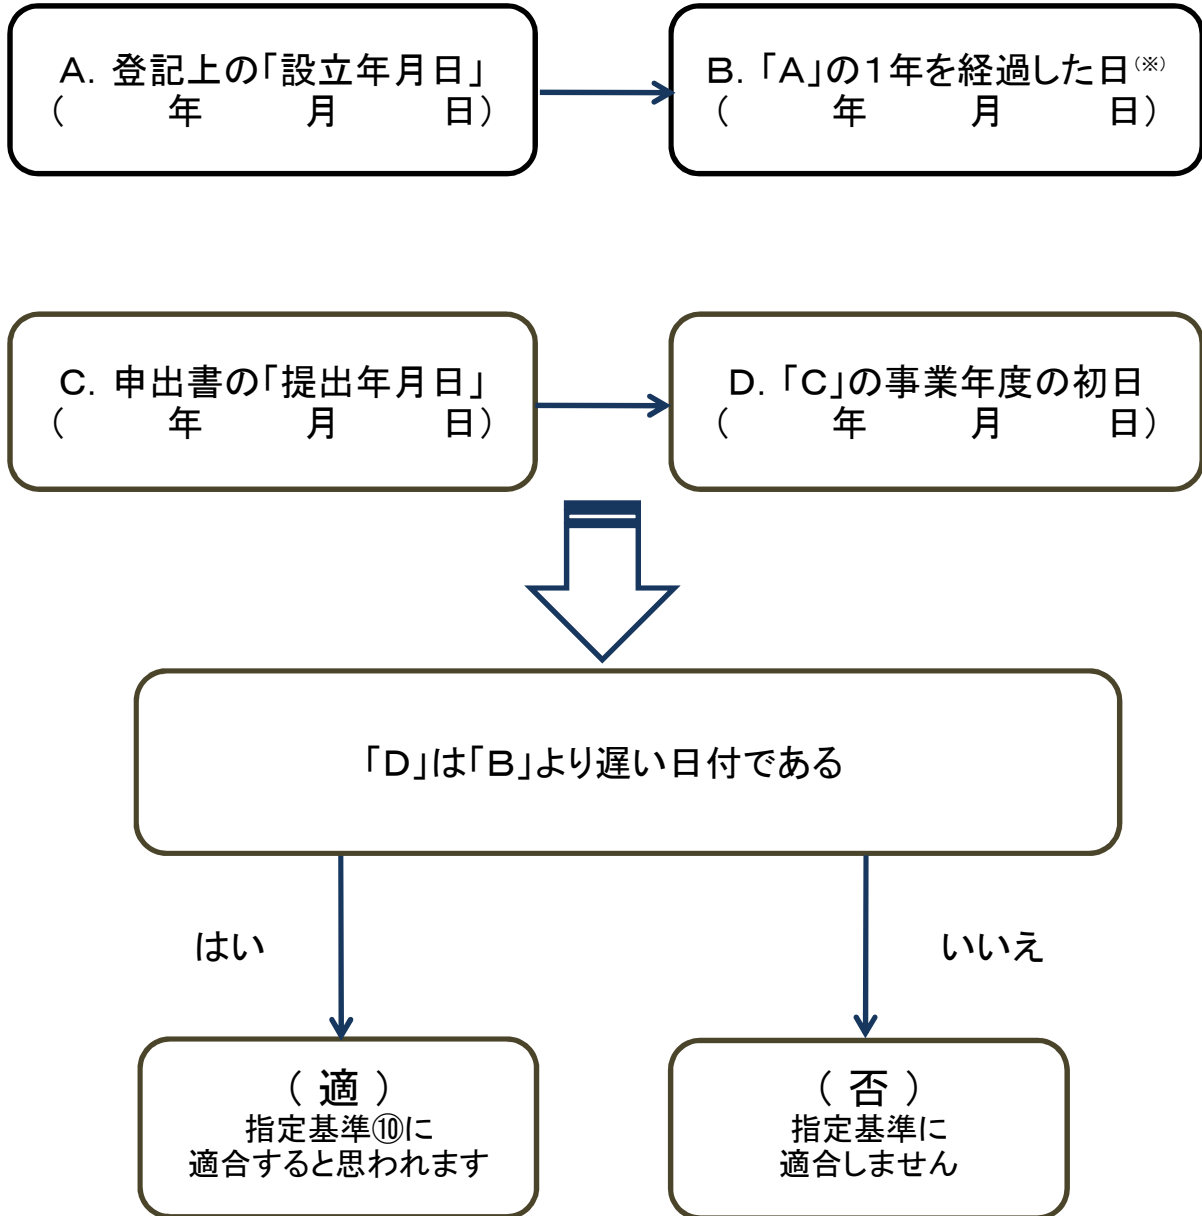 A. 登記上の「設立年月日」
(　　　年　　　月　　　日)
B. 「A」の1年を経過した日(※)
(　　　年　　　月　　　日)
C. 申出書の「提出年月日」
(　　　年　　　月　　　日)
D. 「C」の事業年度の初日
(　　　年　　　月　　　日)
「D」は「B」より遅い日付である
はい
いいえ
( 適 )
指定基準⑩に
適合すると思われます
( 否 )
指定基準に
適合しません